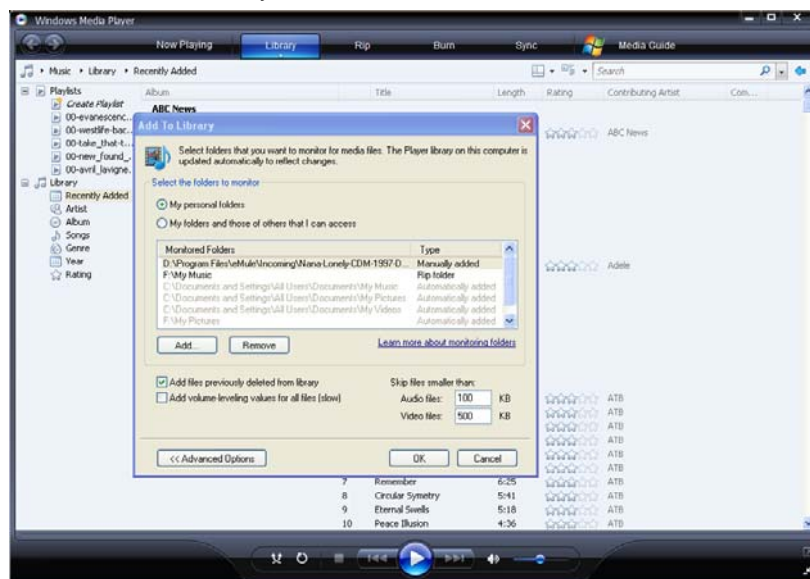 Windows Media Player
Now Playing Library Rip Burn Sync Media Guide
Music Library Recently Added Search
Playlists Album Title Length Rating Contributing Artist Com...
Create Playlist ABC News
00-evanescenc...
00-westlife-bac... ABC News
00-take_that-t...
00-new_found_...
00-avril_lavigne...
Library
Recently Added
Artist
Album
Songs
Genre
Year Adele
Rating
Add To Library
Select folders that you want to monitor for media files. The Player library on this computer is
updated automatically to reflect changes.
Select the folders to monitor
My personal folders
My folders and those of others that I can access
Monitored Folders Type
D:\Program Files\eMule\Incoming\Nana-Lonely-CDM-1997-D... Manually added
F:\My Music Rip folder
C:\Documents and Settings\All Users\Documents\My Music Automatically added
C:\Documents and Settings\All Users\Documents\My Pictures Automatically added
C:\Documents and Settings\All Users\Documents\My Videos Automatically added
F:\My Pictures Automatically added
Add... Remove Learn more about monitoring folders
Add files previously deleted from library Skip files smaller than:
Add volume-leveling values for all files (slow) Audio files: 100 KB
Video files: 500 KB
<< Advanced Options OK Cancel
ATB
ATB
ATB
ATB
ATB
ATB
7 Remember 6:25 ATB
8 Circular Symetry 5:41 ATB
9 Eternal Swells 5:18 ATB
10 Peace Illusion 4:36 ATB